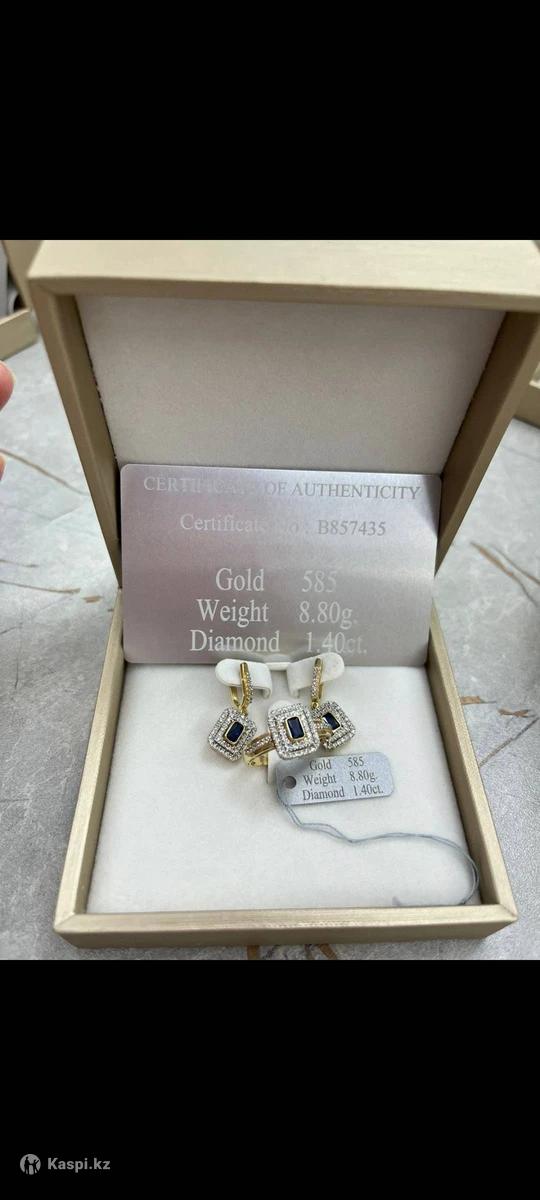 CERTIFICATE OF AUTHENTICITY
Certificate No : B857435
Gold 585
Weight 8.80g.
Diamond 1.40ct.
Gold 585
Weight 8.80g.
Diamond 1.40ct.
Kaspi.kz